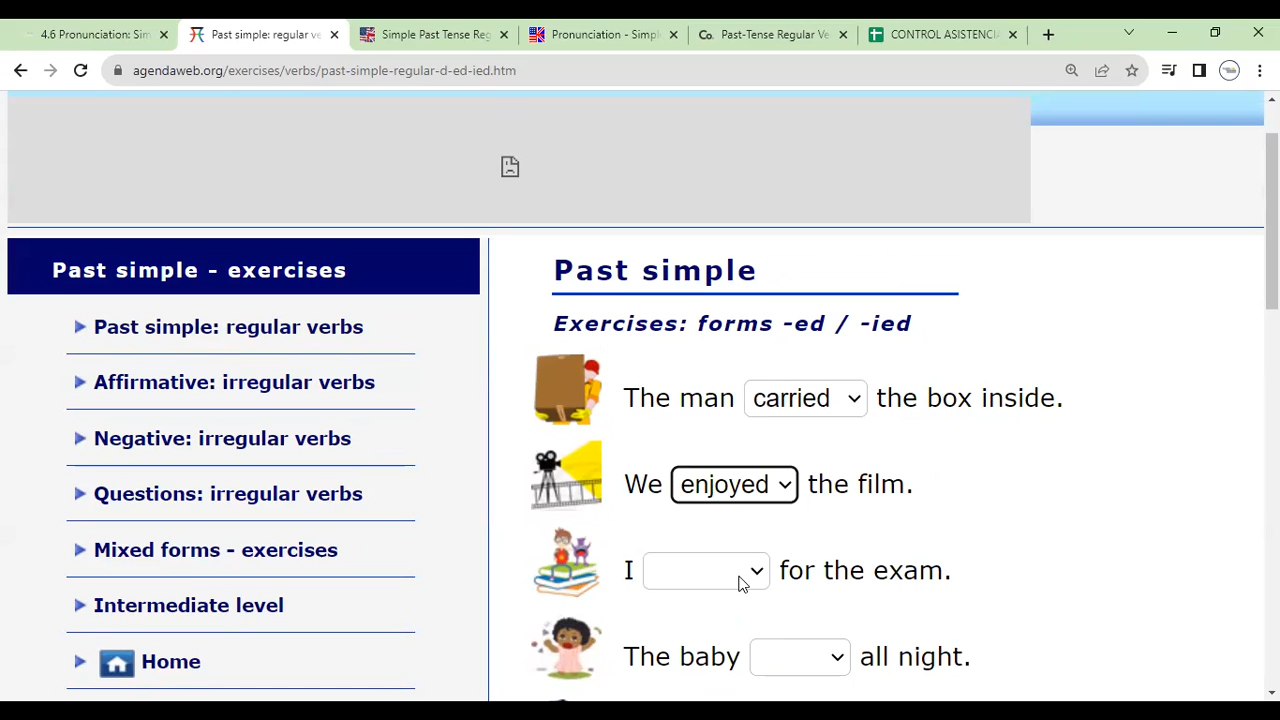 4.6 Pronunciation: Sim
Past simple: regular ve
Simple Past Tense Reg
Pronunciation - Simpl
Co. Past-Tense Regular Ve
CONTROL ASISTENCIA
agendaweb.org/exercises/verbs/past-simple-regular-d-ed-ied.htm
Past simple - exercises
Past simple: regular verbs
Affirmative: irregular verbs
Negative: irregular verbs
Questions: irregular verbs
Mixed forms - exercises
Intermediate level
Home
Past simple
Exercises: forms -ed / -ied
The man carried the box inside.
We enjoyed the film.
I for the exam.
The baby all night.